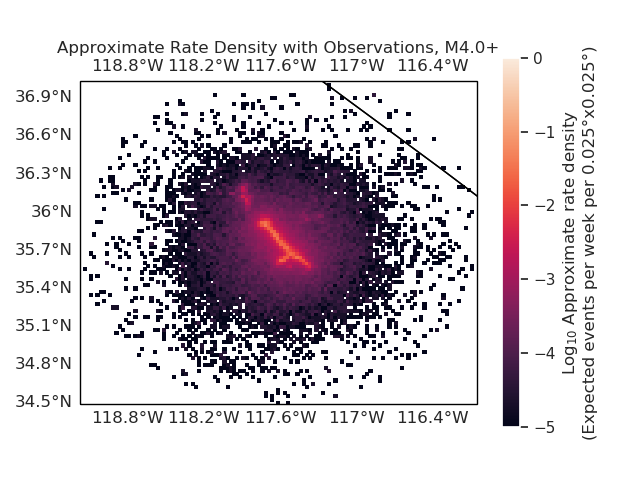 Approximate Rate Density with Observations, M4.0+
118.8°W 118.2°W 117.6°W 117°W 116.4°W
36.9°N
36.6°N
36.3°N
36°N
35.7°N
35.4°N
35.1°N
34.8°N
34.5°N
118.8°W 118.2°W 117.6°W 117°W 116.4°W
0
−1
−2
−3
−4
−5
Log₁₀ Approximate rate density
(Expected events per week per 0.025°x0.025°)